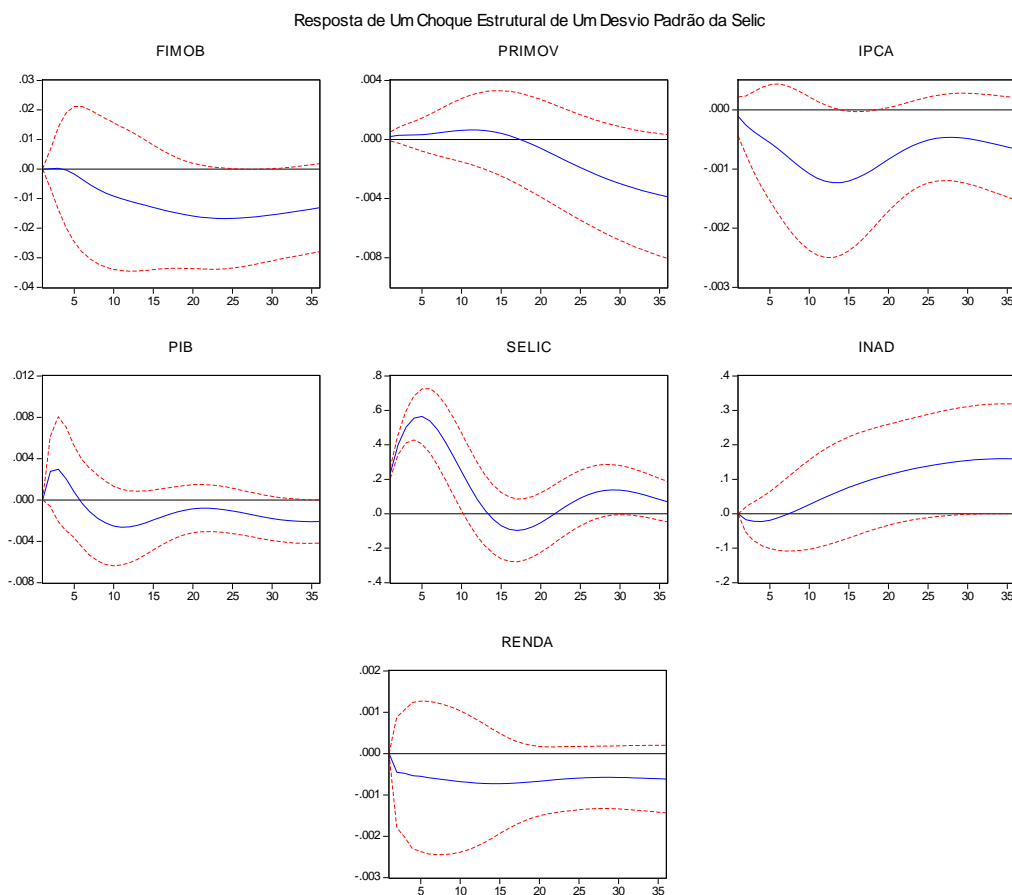 Resposta de Um Choque Estrutural de Um Desvio Padrão da Selic
FIMOB
.03
.02
.01
.00
-.01
-.02
-.03
-.04
5 10 15 20 25 30 35
PRIMOV
.004
.000
-.004
-.008
5 10 15 20 25 30 35
IPCA
.000
-.001
-.002
-.003
5 10 15 20 25 30 35
PIB
.012
.008
.004
.000
-.004
-.008
5 10 15 20 25 30 35
SELIC
.8
.6
.4
.2
.0
.2
-.4
5 10 15 20 25 30 35
INAD
.4
.3
.2
.1
.0
.1
-.2
5 10 15 20 25 30 35
RENDA
.002
.001
.000
-.001
-.002
-.003
5 10 15 20 25 30 35